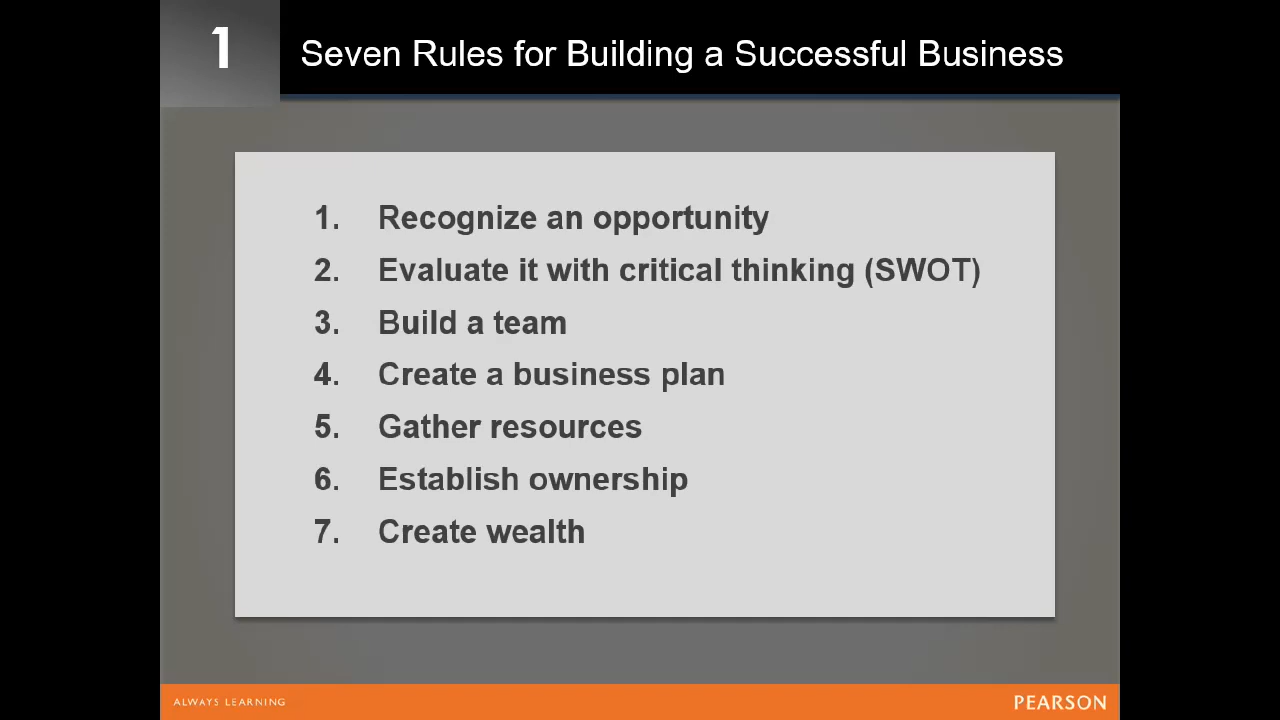 1
Seven Rules for Building a Successful Business
1. Recognize an opportunity
2. Evaluate it with critical thinking (SWOT)
3. Build a team
4. Create a business plan
5. Gather resources
6. Establish ownership
7. Create wealth
ALWAYS LEARNING
PEARSON